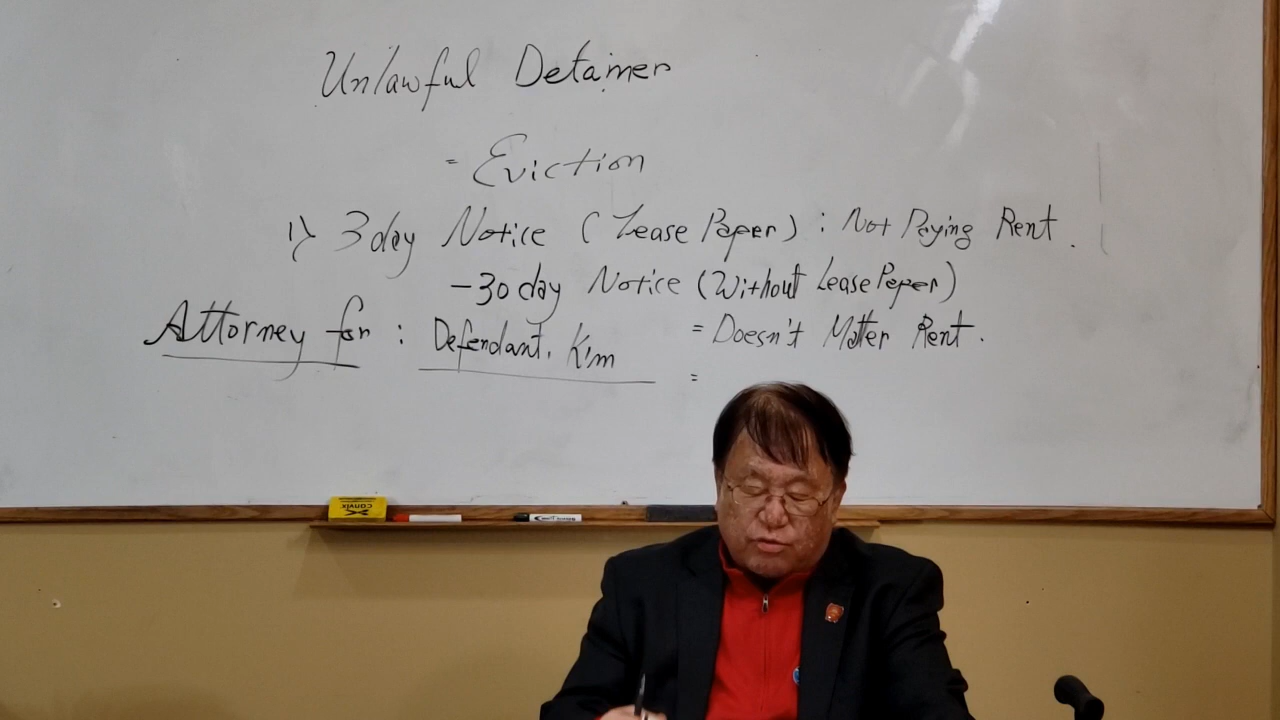 Unlawful Detainer
= Eviction
1> 3 day Notice (Lease Paper) : Not Paying Rent.
- 30 day Notice (Without Lease Paper)
Attorney for : Defendant. Kim
= Doesn't Matter Rent.
=
canvix